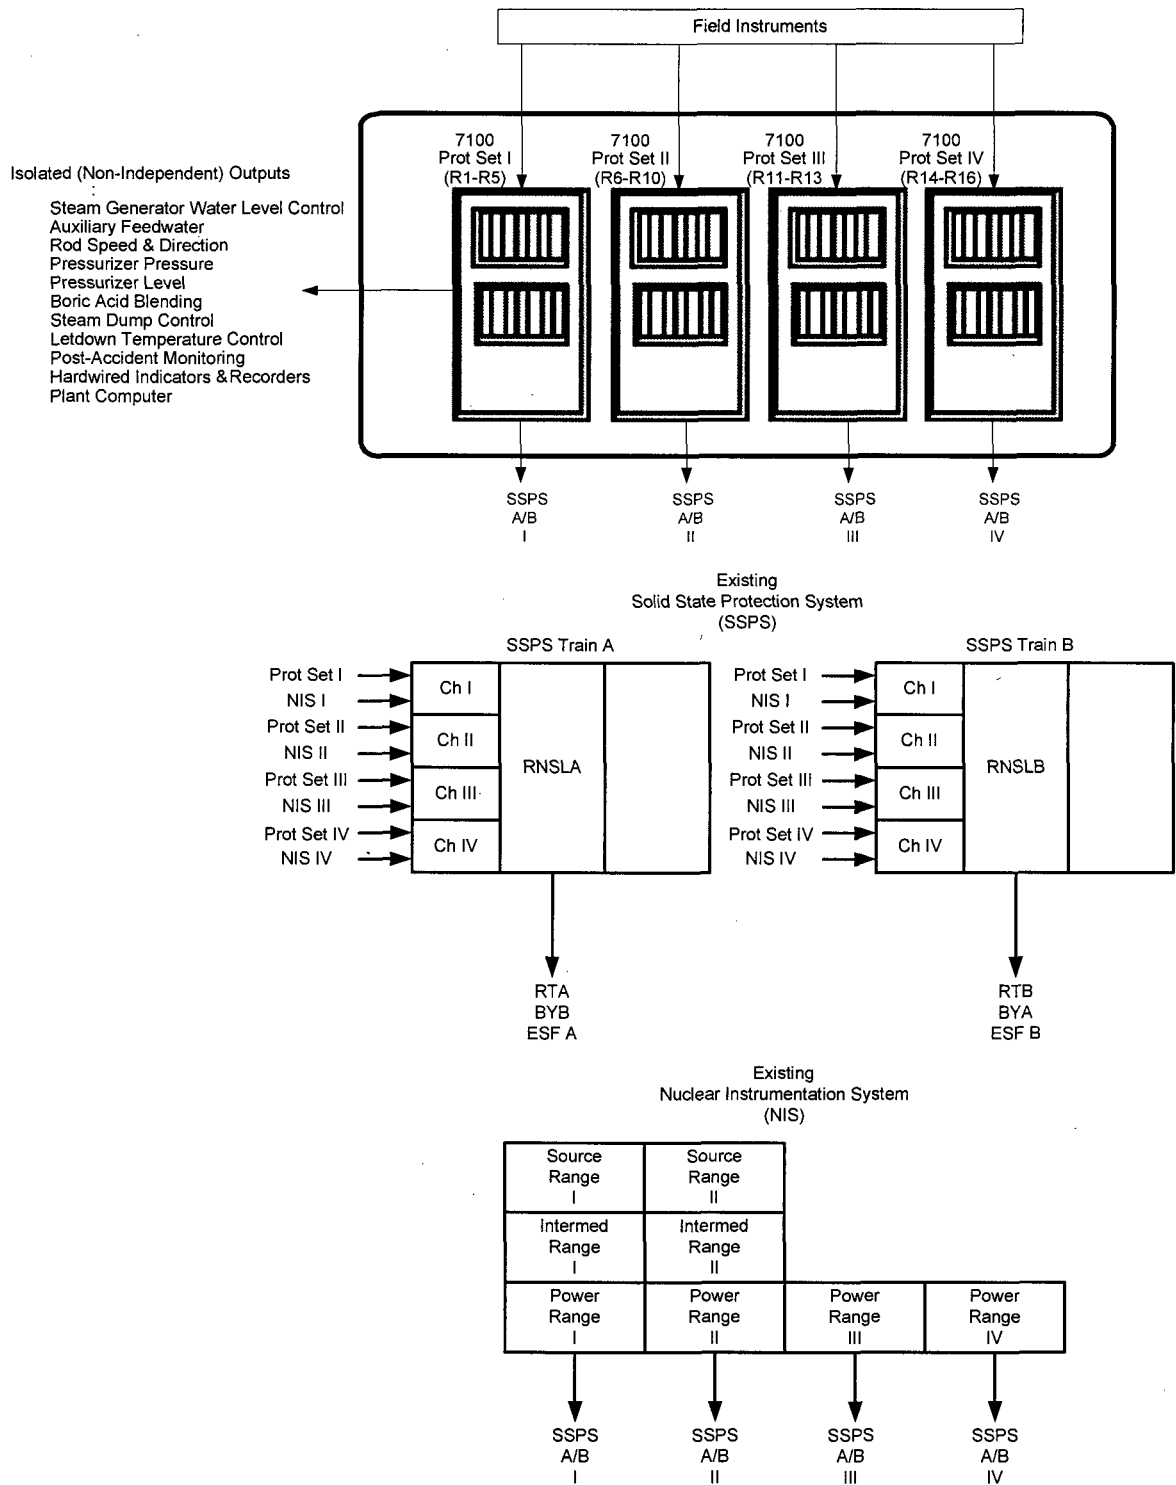 Field Instruments
7100
Prot Set I
(R1-R5)
7100
Prot Set II
(R6-R10)
7100
Prot Set III
(R11-R13
7100
Prot Set IV
(R14-R16)
Isolated (Non-Independent) Outputs
Steam Generator Water Level Control
Auxiliary Feedwater
Rod Speed & Direction
Pressurizer Pressure
Pressurizer Level
Boric Acid Blending
Steam Dump Control
Letdown Temperature Control
Post-Accident Monitoring
Hardwired Indicators & Recorders
Plant Computer
SSPS
A/B
I
SSPS
A/B
II
SSPS
A/B
III
SSPS
A/B
IV
Existing
Solid State Protection System
(SSPS)
SSPS Train A
Prot Set I
NIS I
Prot Set II
NIS II
Prot Set III
NIS III
Prot Set IV
NIS IV
Ch I
Ch II
Ch III
Ch IV
RNSLA
RTA
BYB
ESF A
SSPS Train B
Prot Set I
NIS I
Prot Set II
NIS II
Prot Set III
NIS III
Prot Set IV
NIS IV
Ch I
Ch II
Ch III
Ch IV
RNSLB
RTB
BYA
ESF B
Existing
Nuclear Instrumentation System
(NIS)
Source
Range
I
Source
Range
II
Intermed
Range
I
Intermed
Range
II
Power
Range
I
Power
Range
II
Power
Range
III
Power
Range
IV
SSPS
A/B
I
SSPS
A/B
II
SSPS
A/B
III
SSPS
A/B
IV